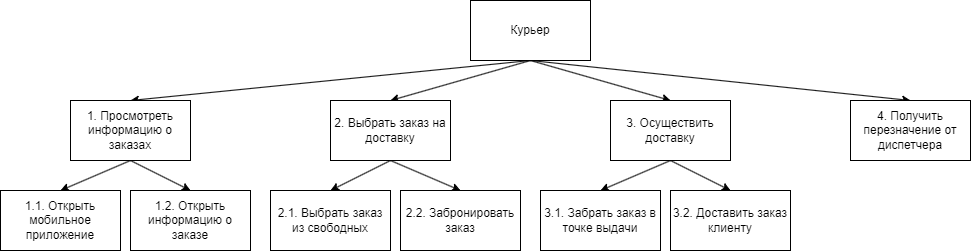 Курьер
1. Просмотреть
информацию о
заказах
2. Выбрать заказ на
доставку
3. Осуществить
доставку
4. Получить
перезначение от
диспетчера
1.1. Открыть
мобильное
приложение
1.2. Открыть
информацию о
заказе
2.1. Выбрать заказ
из свободных
2.2. Забронировать
заказ
3.1. Забрать заказ в
точке выдачи
3.2. Доставить заказ
клиенту